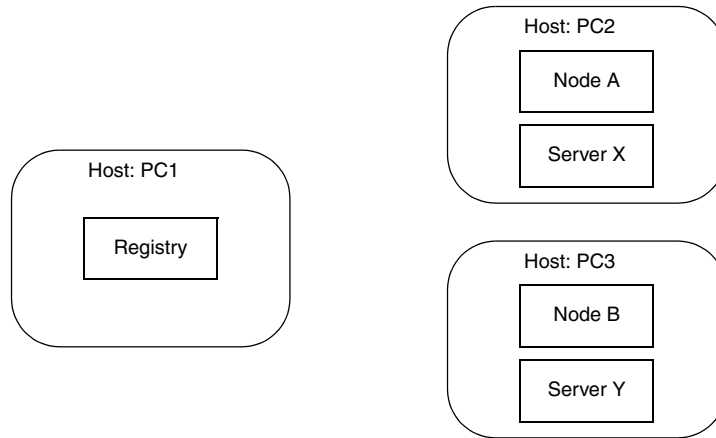 Host: PC1
Registry
Host: PC2
Node A
Server X
Host: PC3
Node B
Server Y